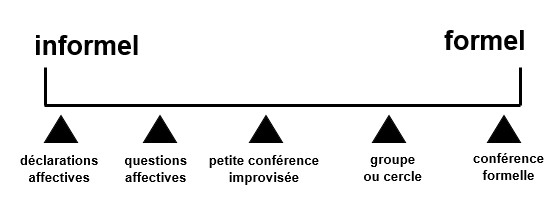 informel
formel
déclarations
affectives
questions
affectives
petite conférence
improvisée
groupe
ou cercle
conférence
formelle